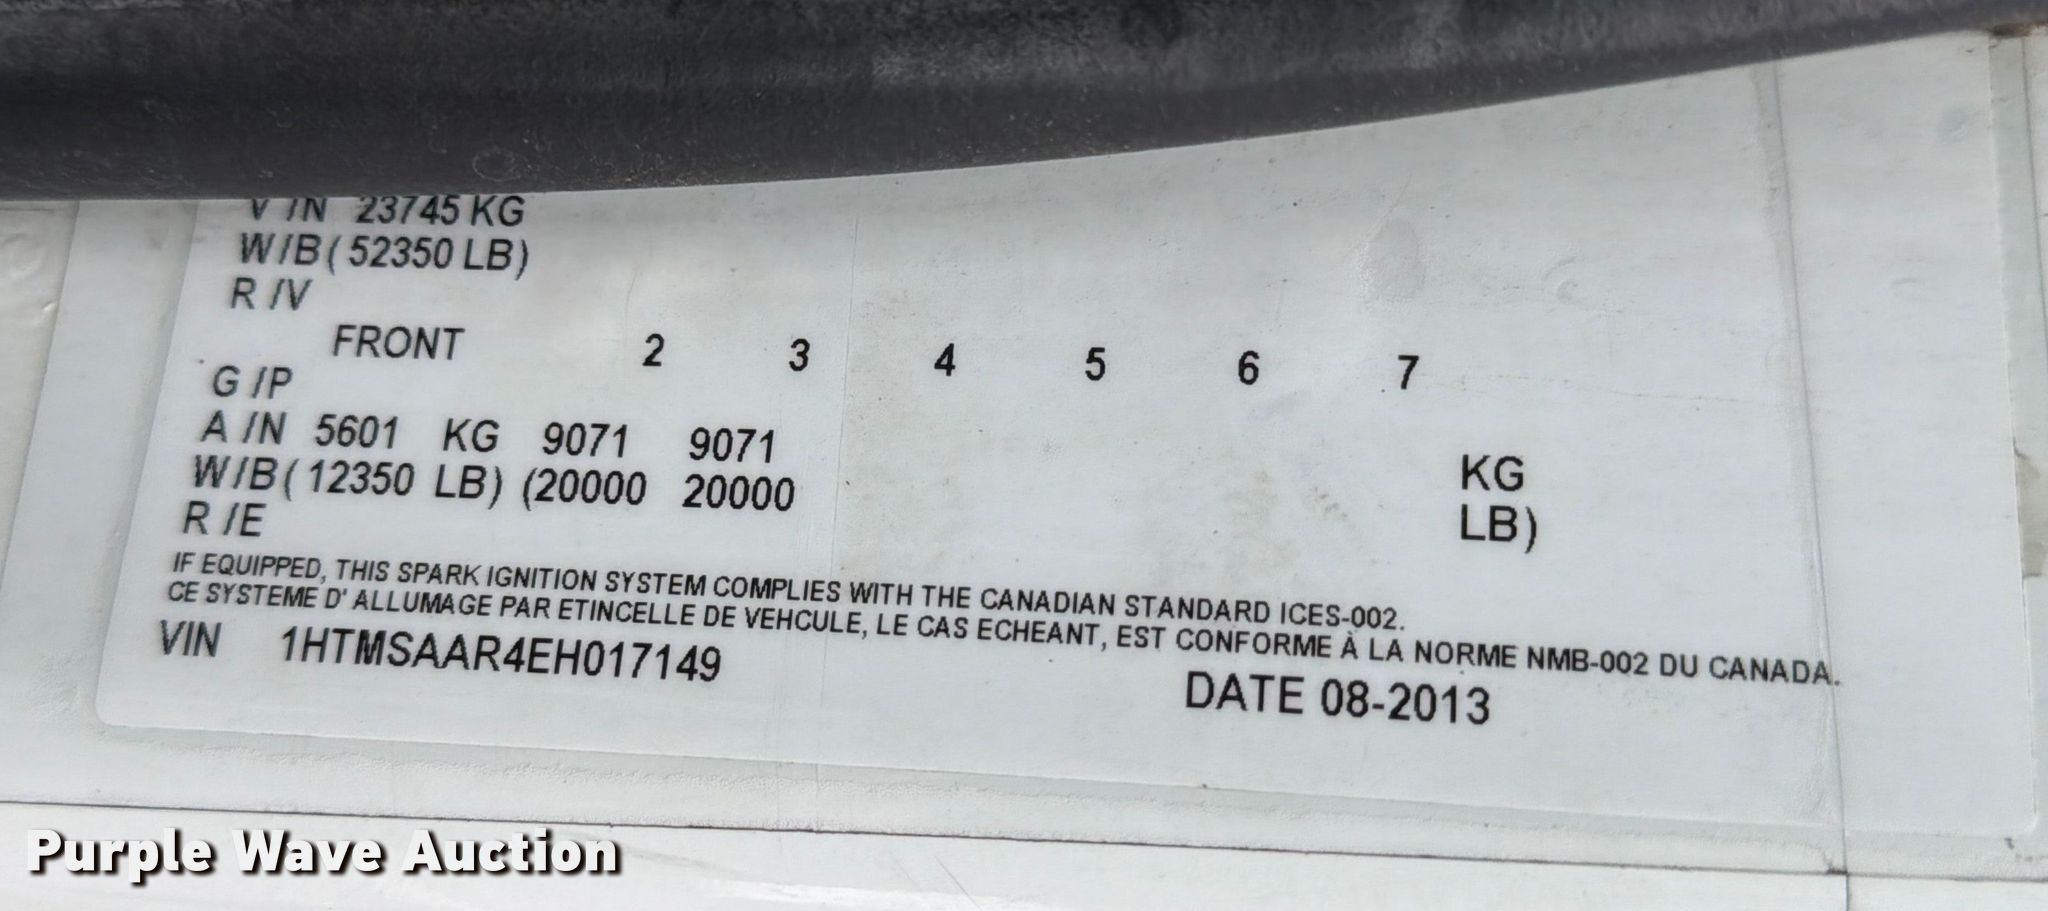 V /N 23745 KG
W/B ( 52350 LB)
R /V
FRONT 2 3 4 5 6 7
G /P
A /N 5601 KG 9071 9071 KG
W/B ( 12350 LB) (20000 20000 LB)
R /E
IF EQUIPPED, THIS SPARK IGNITION SYSTEM COMPLIES WITH THE CANADIAN STANDARD ICES-002.
CE SYSTEME D' ALLUMAGE PAR ETINCELLE DE VEHCULE, LE CAS ECHEANT, EST CONFORME À LA NORME NMB-002 DU CANADA.
VIN 1HTMSAAR4EH017149
DATE 08-2013
Purple Wave Auction